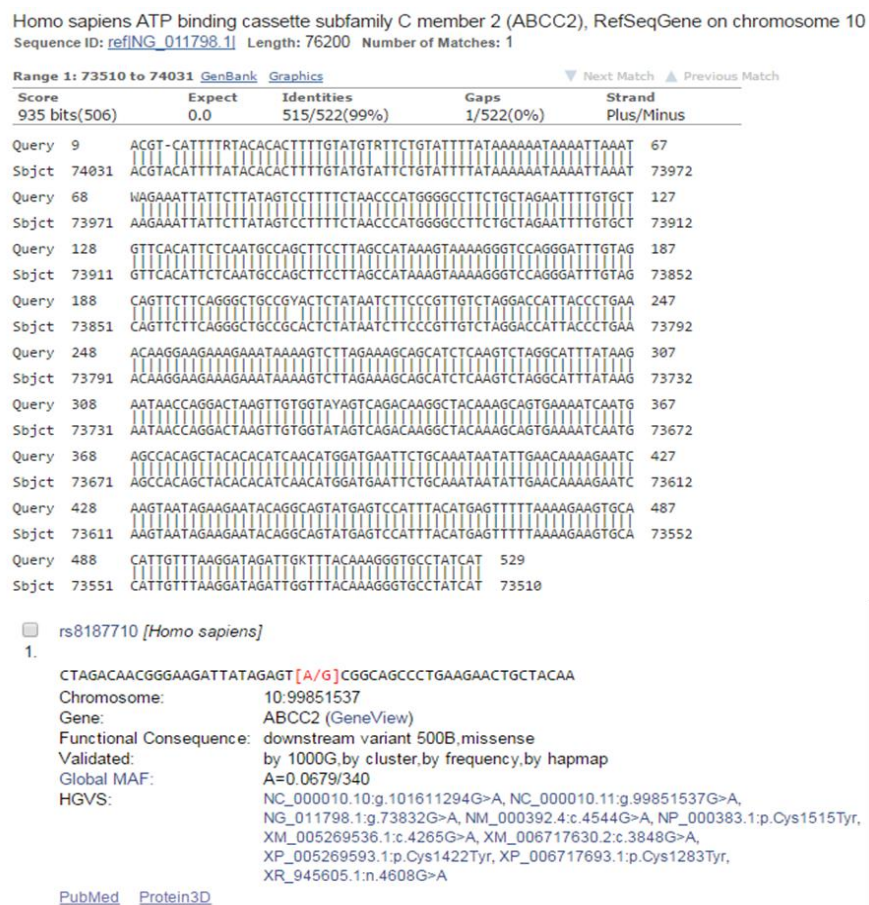 Homo sapiens ATP binding cassette subfamily C member 2 (ABCC2), RefSeqGene on chromosome 10
Sequence ID: ref|NG_011798.1| Length: 76200 Number of Matches: 1
Range 1: 73510 to 74031 GenBank Graphics Next Match Previous Match
Score Expect Identities Gaps Strand
935 bits(506) 0.0 515/522(99%) 1/522(0%) Plus/Minus
Query 9 ACGT-CATTTTRTACACACTTTTGTATGTRTTCTGTATTTTATAAAAAATAAAATTAAAT 67
Sbjct 74031 ACGTACATTTTATACACACTTTTGTATGTATTCTGTATTTTATAAAAAATAAAATTAAAT 73972
Query 68 WAGAAATTATTCTTATAGTCCTTTTCTAACCCATGGGGCCTTCTGCTAGAATTTTGTGCT 127
Sbjct 73971 AAGAAATTATTCTTATAGTCCTTTTCTAACCCATGGGGCCTTCTGCTAGAATTTTGTGCT 73912
Query 128 GTTCACATTCTCAATGCCAGCTTCCTTAGCCATAAAGTAAAAGGGTCCAGGGATTTGTAG 187
Sbjct 73911 GTTCACATTCTCAATGCCAGCTTCCTTAGCCATAAAGTAAAAGGGTCCAGGGATTTGTAG 73852
Query 188 CAGTTCTTCAGGGCTGCCGYACTCTATAATCTTCCCGTTGTCTAGGACCATTACCCTGAA 247
Sbjct 73851 CAGTTCTTCAGGGCTGCCGCACTCTATAATCTTCCCGTTGTCTAGGACCATTACCCTGAA 73792
Query 248 ACAAGGAAGAAAGAAATAAAAGTCTTAGAAAGCAGCATCTCAAGTCTAGGCATTTATAAG 307
Sbjct 73791 ACAAGGAAGAAAGAAATAAAAGTCTTAGAAAGCAGCATCTCAAGTCTAGGCATTTATAAG 73732
Query 308 AATAACCAGGACTAAGTTGTGGTAYAGTCAGACAAGGCTACAAAGCAGTGAAAATCAATG 367
Sbjct 73731 AATAACCAGGACTAAGTTGTGGTATAGTCAGACAAGGCTACAAAGCAGTGAAAATCAATG 73672
Query 368 AGCCACAGCTACACACATCAACATGGATGAATTCTGCAAATAATATTGAACAAAAGAATC 427
Sbjct 73671 AGCCACAGCTACACACATCAACATGGATGAATTCTGCAAATAATATTGAACAAAAGAATC 73612
Query 428 AAGTAATAGAAGAATACAGGCAGTATGAGTCCATTTACATGAGTTTTTAAAAGAAGTGCA 487
Sbjct 73611 AAGTAATAGAAGAATACAGGCAGTATGAGTCCATTTACATGAGTTTTTAAAAGAAGTGCA 73552
Query 488 CATTGTTTAAGGATAGATTGKTTTACAAAGGGTGCCTATCAT 529
Sbjct 73551 CATTGTTTAAGGATAGATTGGTTTACAAAGGGTGCCTATCAT 73510
rs8187710 [Homo sapiens]
1.
CTAGACAACGGGAAGATTATAGAGT[A/G]CGGCAGCCCTGAAGAACTGCTACAA
Chromosome: 10:99851537
Gene: ABCC2 (GeneView)
Functional Consequence: downstream variant 500B,missense
Validated: by 1000G,by cluster,by frequency,by hapmap
Global MAF: A=0.0679/340
HGVS: NC_000010.10:g.101611294G>A, NC_000010.11:g.99851537G>A,
NG_011798.1:g.73832G>A, NM_000392.4:c.4544G>A, NP_000383.1:p.Cys1515Tyr,
XM_005269536.1:c.4265G>A, XM_006717630.2:c.3848G>A,
XP_005269593.1:p.Cys1422Tyr, XP_006717693.1:p.Cys1283Tyr,
XR_945605.1:n.4608G>A
PubMed Protein3D